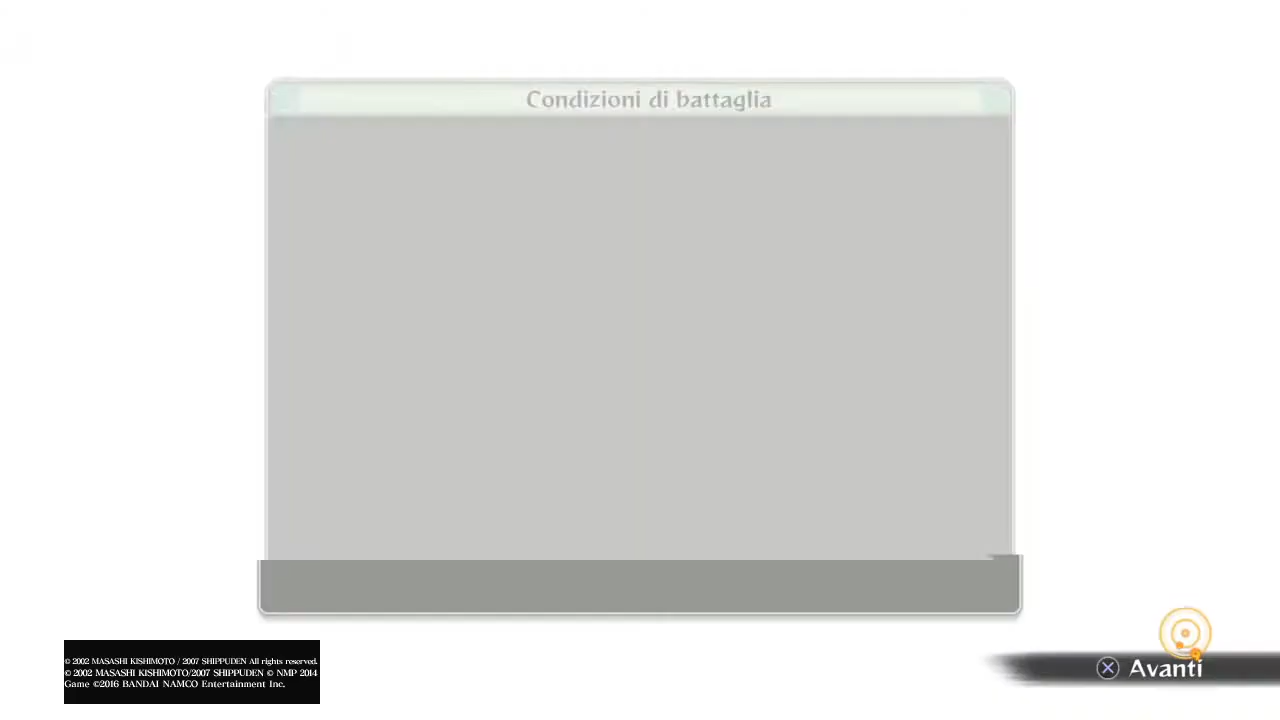 Condizioni di battaglia
© 2002 MASASHI KISHIMOTO / 2007 SHIPPUDEN All rights reserved.
© 2002 MASASHI KISHIMOTO/2007 SHIPPUDEN © NMP 2014
Game ©2016 BANDAI NAMCO Entertainment Inc.
Avanti